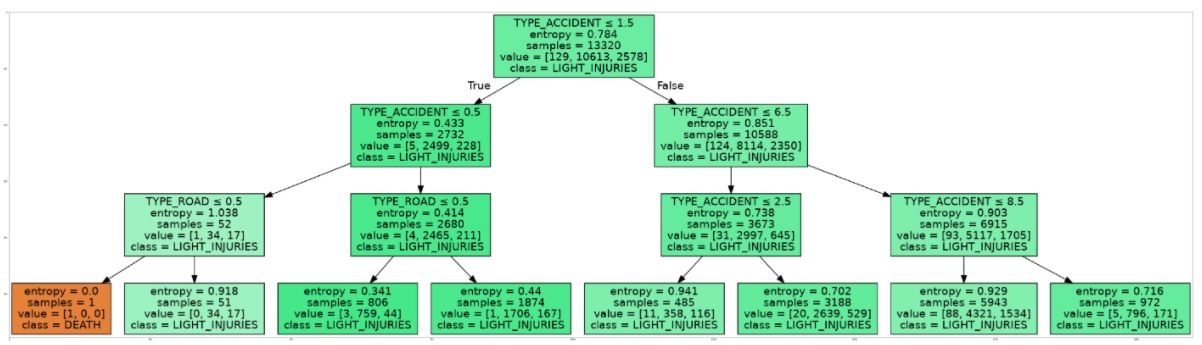 TYPE_ACCIDENT ≤ 1.5
entropy = 0.784
samples = 13320
value = [129, 10613, 2578]
class = LIGHT_INJURIES
True
False
TYPE_ACCIDENT ≤ 0.5
entropy = 0.433
samples = 2732
value = [5, 2499, 228]
class = LIGHT_INJURIES
TYPE_ACCIDENT ≤ 6.5
entropy = 0.851
samples = 10588
value = [124, 8114, 2350]
class = LIGHT_INJURIES
TYPE_ROAD ≤ 0.5
entropy = 1.038
samples = 52
value = [1, 34, 17]
class = LIGHT_INJURIES
TYPE_ROAD ≤ 0.5
entropy = 0.414
samples = 2680
value = [4, 2465, 211]
class = LIGHT_INJURIES
TYPE_ACCIDENT ≤ 2.5
entropy = 0.738
samples = 3673
value = [31, 2997, 645]
class = LIGHT_INJURIES
TYPE_ACCIDENT ≤ 8.5
entropy = 0.903
samples = 6915
value = [93, 5117, 1705]
class = LIGHT_INJURIES
entropy = 0.0
samples = 1
value = [1, 0, 0]
class = DEATH
entropy = 0.918
samples = 51
value = [0, 34, 17]
class = LIGHT_INJURIES
entropy = 0.341
samples = 806
value = [3, 759, 44]
class = LIGHT_INJURIES
entropy = 0.44
samples = 1874
value = [1, 1706, 167]
class = LIGHT_INJURIES
entropy = 0.941
samples = 485
value = [11, 358, 116]
class = LIGHT_INJURIES
entropy = 0.702
samples = 3188
value = [20, 2639, 529]
class = LIGHT_INJURIES
entropy = 0.929
samples = 5943
value = [88, 4321, 1534]
class = LIGHT_INJURIES
entropy = 0.716
samples = 972
value = [5, 796, 171]
class = LIGHT_INJURIES